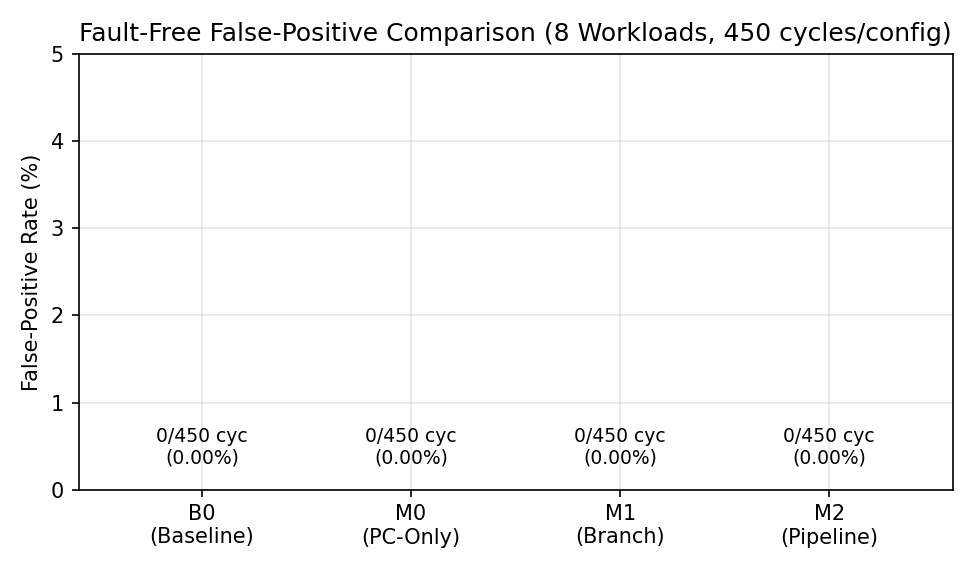 Fault-Free False-Positive Comparison (8 Workloads, 450 cycles/config)
False-Positive Rate (%)
5
4
3
2
1
0
0/450 cyc
(0.00%)
0/450 cyc
(0.00%)
0/450 cyc
(0.00%)
0/450 cyc
(0.00%)
B0
(Baseline)
M0
(PC-Only)
M1
(Branch)
M2
(Pipeline)